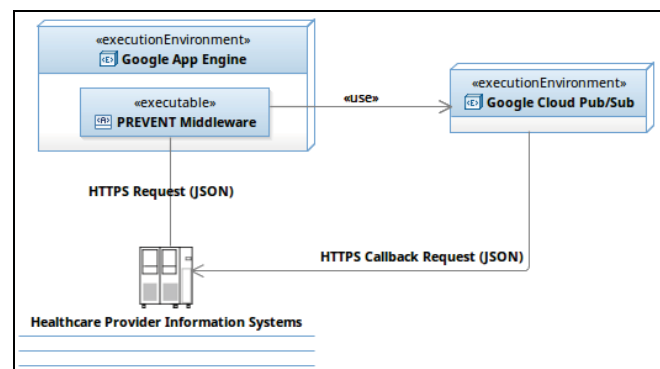 «executionEnvironment»
Google App Engine
«executable»
PREVENT Middleware
«use»
«executionEnvironment»
Google Cloud Pub/Sub
HTTPS Request (JSON)
HTTPS Callback Request (JSON)
Healthcare Provider Information Systems